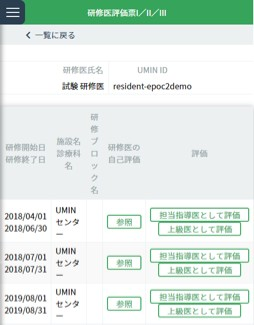 研修医評価票Ⅰ／Ⅱ／Ⅲ
一覧に戻る
研修医氏名 UMIN ID
試験 研修医 resident-epoc2demo
研修開始日
研修終了日
施設名
診療科
名
研
修
ブ
ロ
ッ
ク
名
研修医の
自己評価
評価
2018/04/01
2018/06/30
UMIN
センタ
ー
参照
担当指導医として評価
上級医として評価
2018/07/01
2018/07/31
UMIN
センタ
ー
参照
担当指導医として評価
上級医として評価
2019/08/01
2019/08/31
UMIN
センタ
ー
参照
担当指導医として評価
上級医として評価